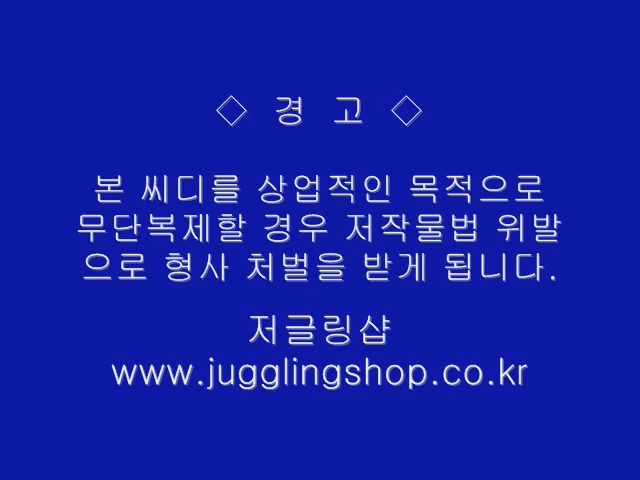 ◇ 경 고 ◇
본 씨디를 상업적인 목적으로
무단복제할 경우 저작물법 위발
으로 형사 처벌을 받게 됩니다.
저글링샵
www.jugglingshop.co.kr